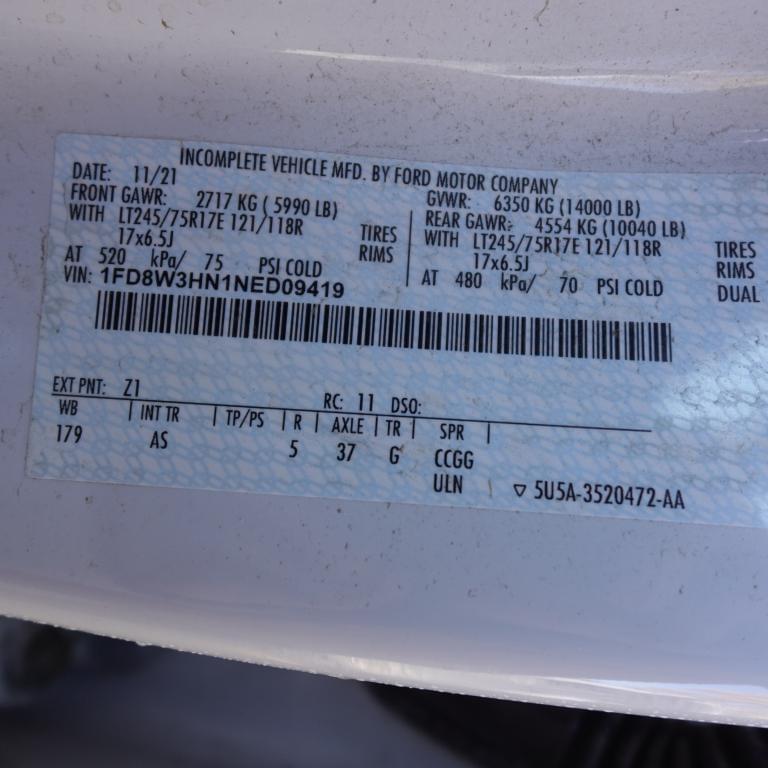 INCOMPLETE VEHICLE MFD. BY FORD MOTOR COMPANY
DATE: 11/21 GVWR: 6350 KG (14000 LB)
FRONT GAWR: 2717 KG ( 5990 LB) REAR GAWR: 4554 KG (10040 LB)
WITH LT245/75R17E 121/118R TIRES WITH LT245/75R17E 121/118R TIRES
17x6.5J RIMS 17x6.5J RIMS
AT 520 kPa/ 75 PSI COLD AT 480 kPa/ 70 PSI COLD DUAL
VIN: 1FD8W3HN1NED09419
EXT PNT: Z1 RC: 11 DSO:
WB | INT TR | TP/PS | R | AXLE | TR | SPR |
179 AS 5 37 G CCGG
ULN ▽ 5U5A-3520472-AA